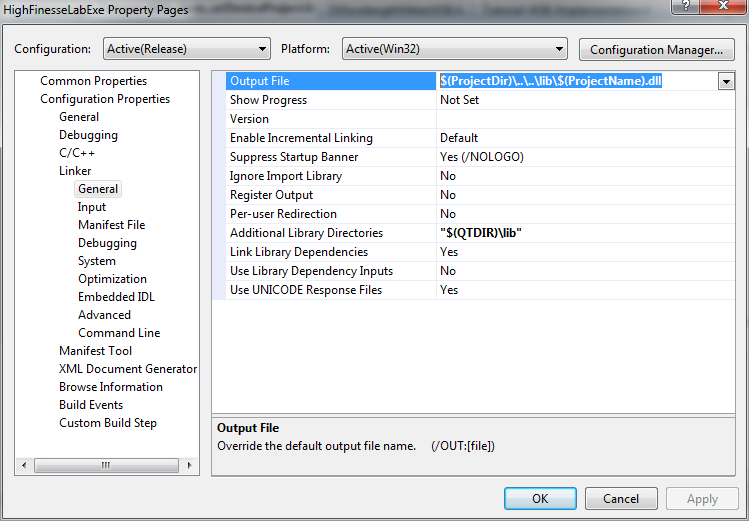 HighFinesseLabExe Property Pages
?
Configuration: Active(Release) Platform: Active(Win32) Configuration Manager...
Common Properties
Configuration Properties
General
Debugging
C/C++
Linker
General
Input
Manifest File
Debugging
System
Optimization
Embedded IDL
Advanced
Command Line
Manifest Tool
XML Document Generator
Browse Information
Build Events
Custom Build Step
Output File $(ProjectDir)\..\..\lib\$(ProjectName).dll
Show Progress Not Set
Version
Enable Incremental Linking Default
Suppress Startup Banner Yes (/NOLOGO)
Ignore Import Library No
Register Output No
Per-user Redirection No
Additional Library Directories "$(QTDIR)\lib"
Link Library Dependencies Yes
Use Library Dependency Inputs No
Use UNICODE Response Files Yes
Output File
Override the default output file name. (/OUT:[file])
OK Cancel Apply